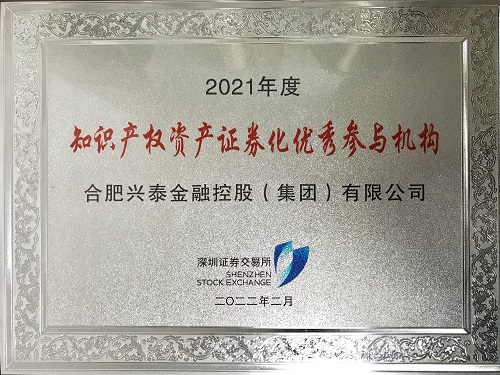 2021年度
知识产权资产证券化优秀参与机构
合肥兴泰金融控股（集团）有限公司
深圳证券交易所
SHENZHEN
STOCK EXCHANGE
二〇二二年二月